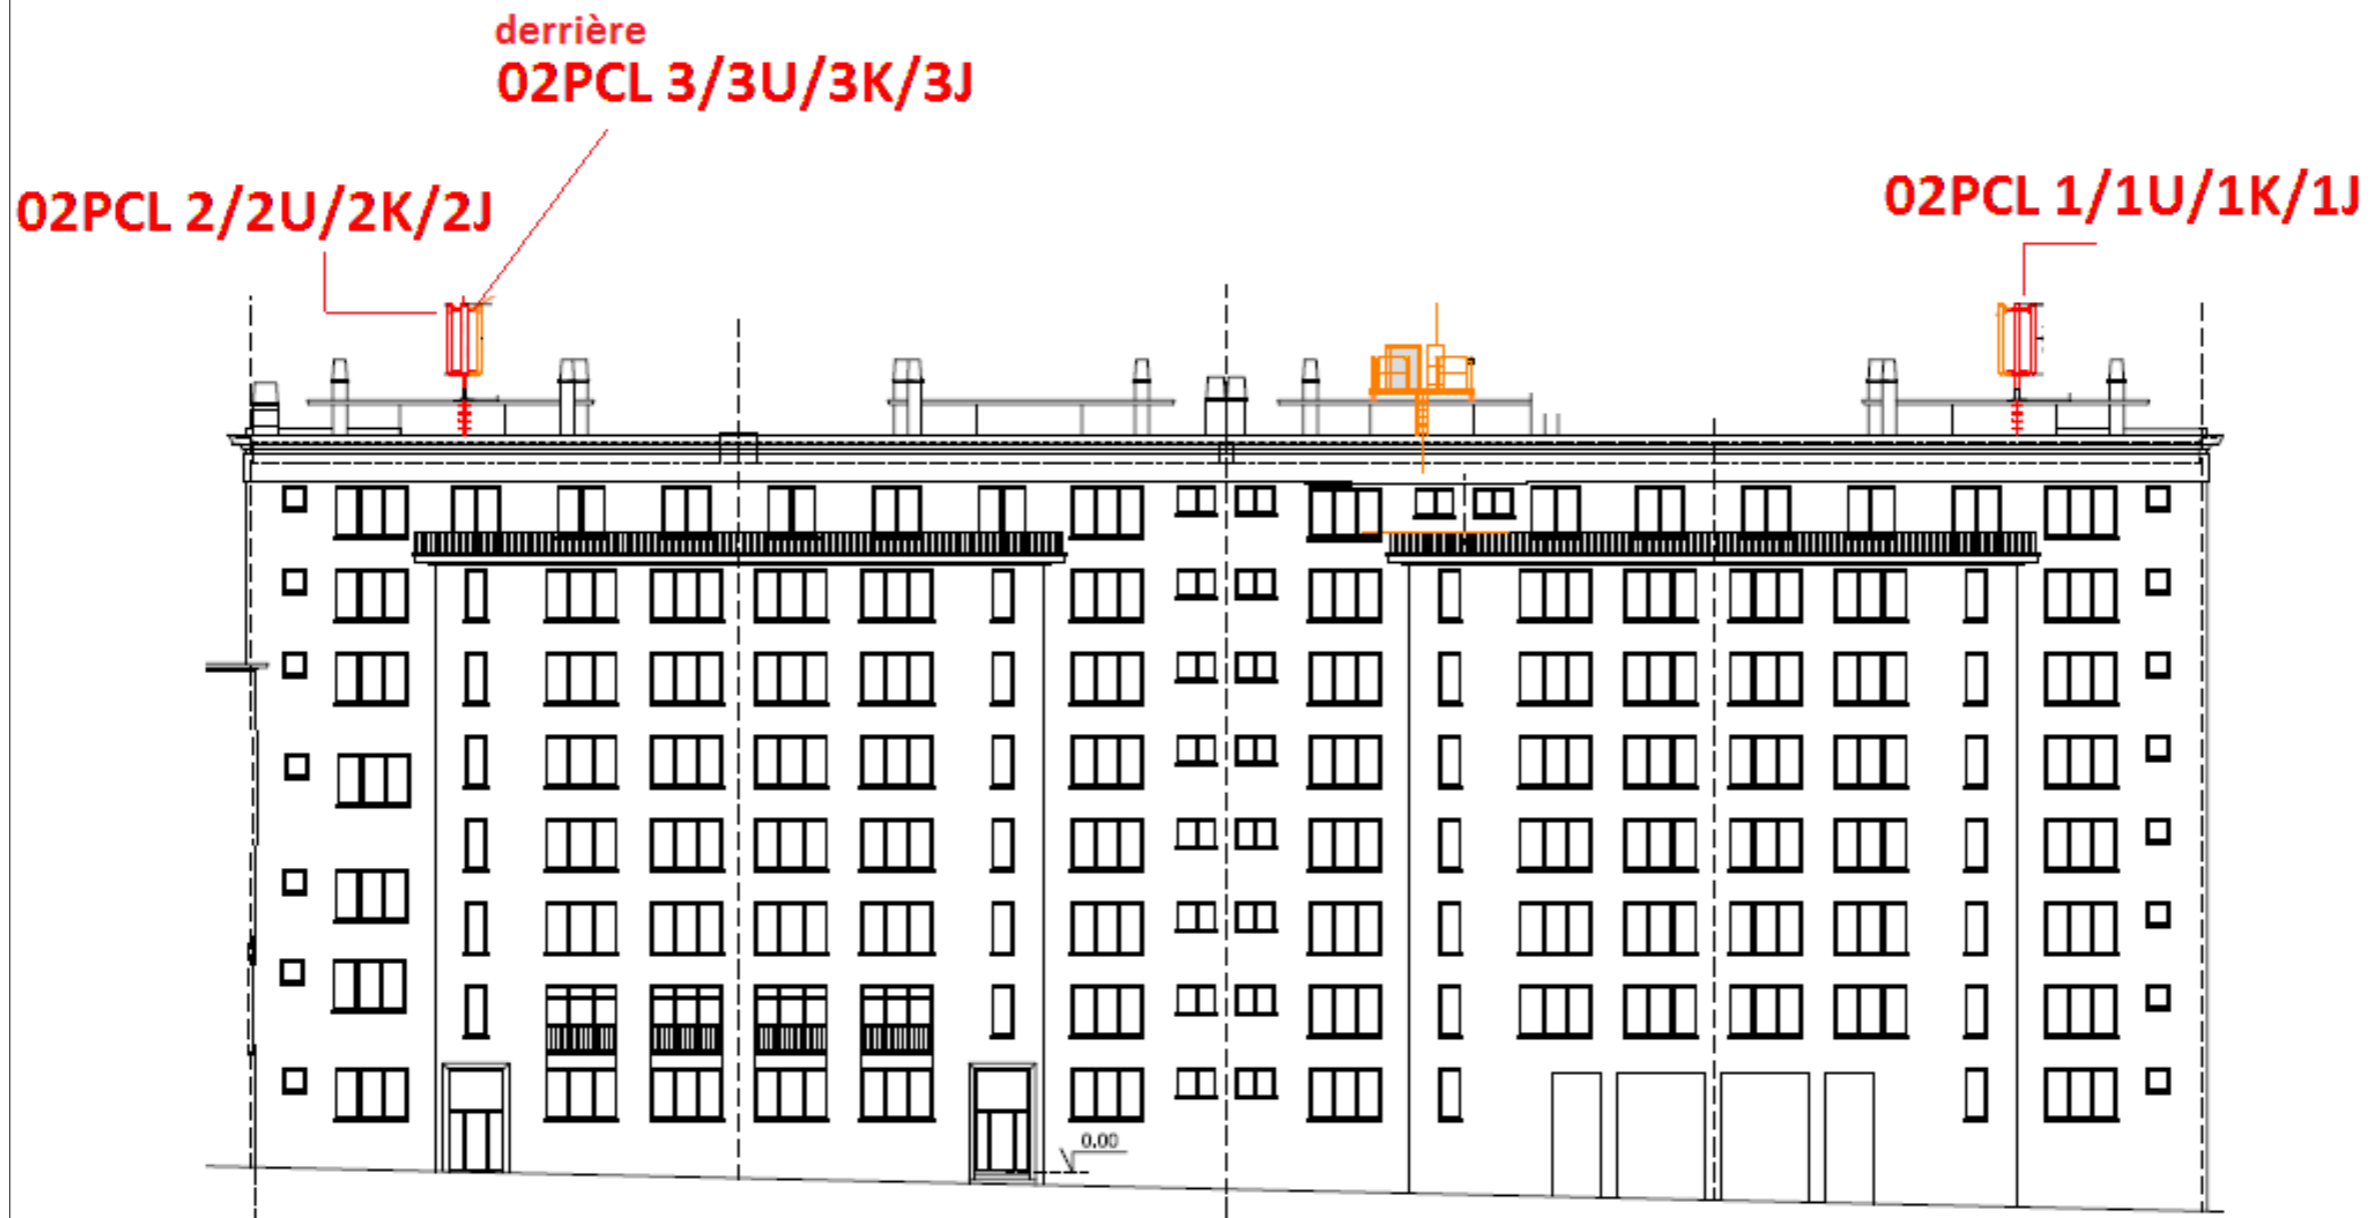 derrière
02PCL 3/3U/3K/3J
02PCL 2/2U/2K/2J
02PCL 1/1U/1K/1J
0.00